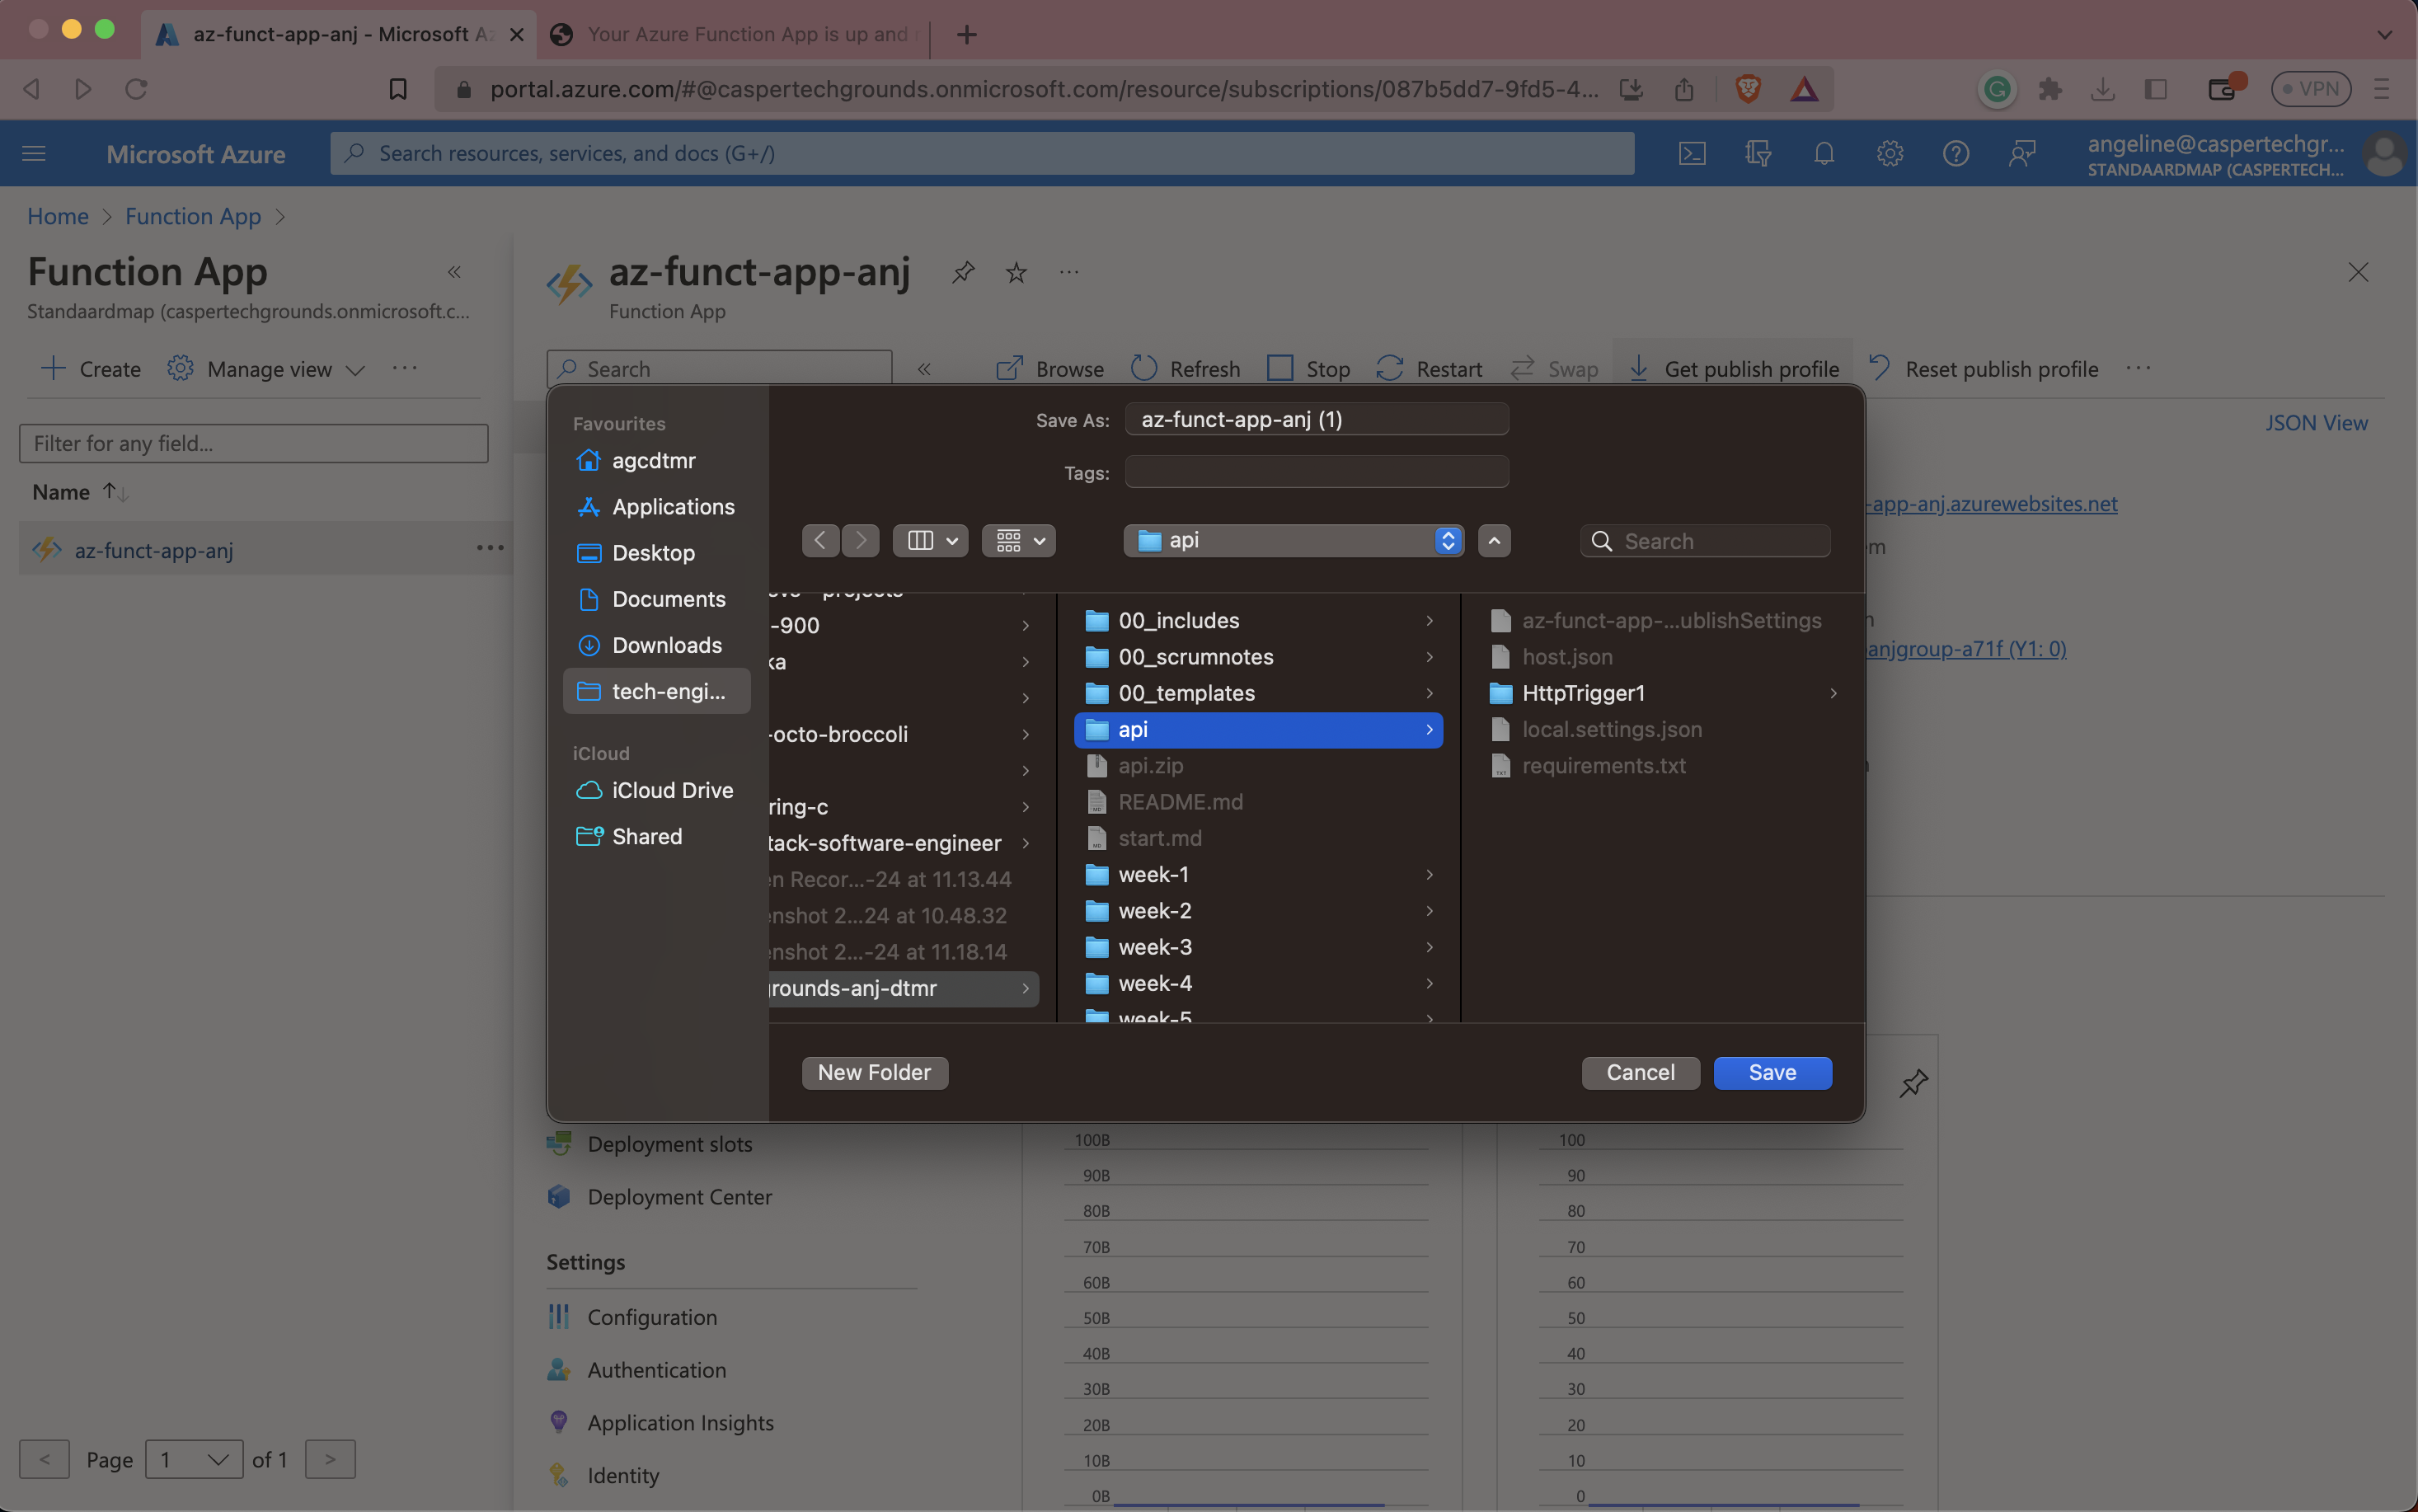 az-funct-app-anj - Microsoft Az
Your Azure Function App is up and
portal.azure.com/#@caspertechgrounds.onmicrosoft.com/resource/subscriptions/087b5dd7-9fd5-4...
VPN
Microsoft Azure
Search resources, services, and docs (G+/)
angeline@caspertechgr...
STANDAARDMAP (CASPERTECH...
Home > Function App >
Function App
Standaardmap (caspertechgrounds.onmicrosoft.c...
Create
Manage view
Filter for any field...
Name
az-funct-app-anj
Page 1 of 1
az-funct-app-anj
Function App
Search
Browse
Refresh
Stop
Restart
Swap
Get publish profile
Reset publish profile
JSON View
-app-anj.azurewebsites.net
anjgroup-a71f (Y1: 0)
Favourites
agcdtmr
Applications
Desktop
Documents
Downloads
tech-engi...
iCloud
iCloud Drive
Shared
Save As: az-funct-app-anj (1)
Tags:
api
Search
-900
ka
-octo-broccoli
ring-c
tack-software-engineer
en Recor...-24 at 11.13.44
enshot 2...24 at 10.48.32
enshot 2...-24 at 11.18.14
rounds-anj-dtmr
00_includes
00_scrumnotes
00_templates
api
api.zip
README.md
start.md
week-1
week-2
week-3
week-4
week-5
az-funct-app-...ublishSettings
host.json
HttpTrigger1
local.settings.json
requirements.txt
New Folder
Cancel
Save
Deployment slots
Deployment Center
Settings
Configuration
Authentication
Application Insights
Identity
100B
90B
80B
70B
60B
50B
40B
30B
20B
10B
0B
100
90
80
70
60
50
40
30
20
10
0